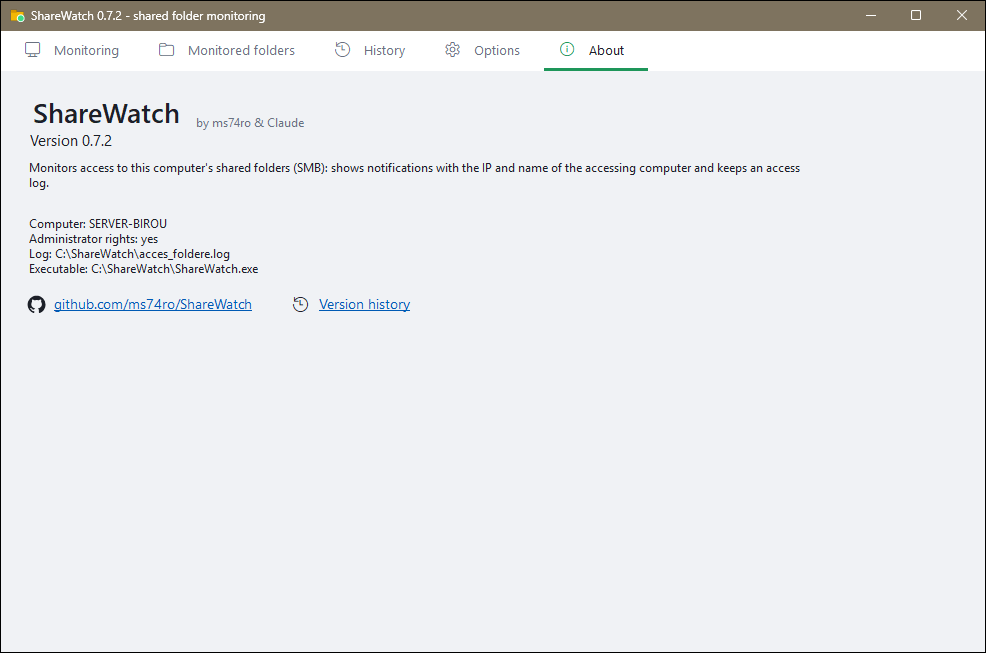 ShareWatch 0.7.2 - shared folder monitoring
Monitoring Monitored folders History Options About
ShareWatch by ms74ro & Claude
Version 0.7.2
Monitors access to this computer's shared folders (SMB): shows notifications with the IP and name of the accessing computer and keeps an access
log.
Computer: SERVER-BIROU
Administrator rights: yes
Log: C:\ShareWatch\acces_foldere.log
Executable: C:\ShareWatch\ShareWatch.exe
github.com/ms74ro/ShareWatch Version history